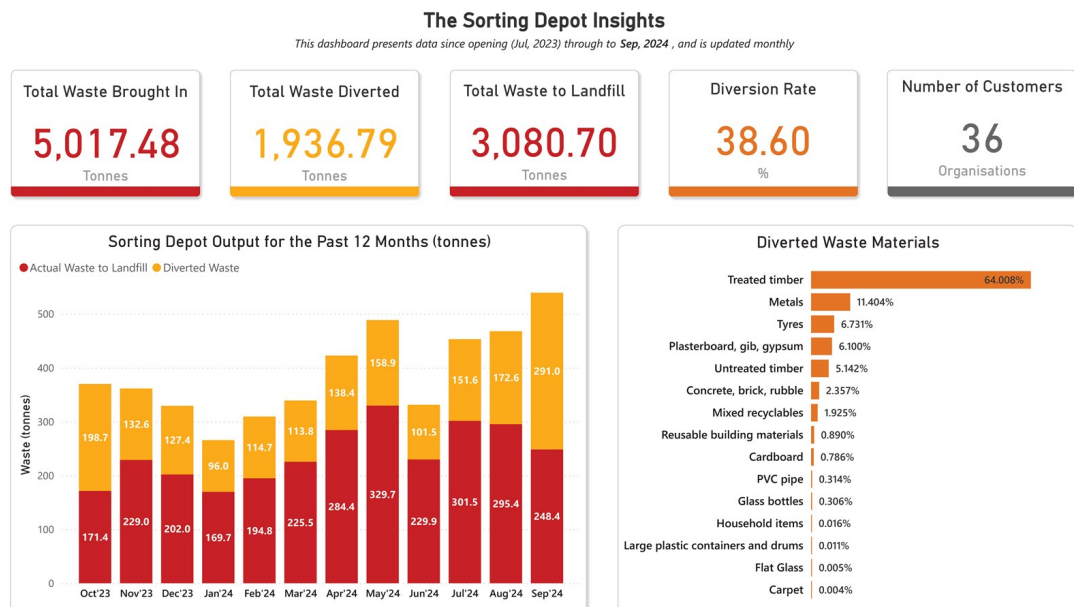 The Sorting Depot Insights
This dashboard presents data since opening (Jul, 2023) through to Sep, 2024 , and is updated monthly
Total Waste Brought In
5,017.48
Tonnes
Total Waste Diverted
1,936.79
Tonnes
Total Waste to Landfill
3,080.70
Tonnes
Diversion Rate
38.60
%
Number of Customers
36
Organisations
Sorting Depot Output for the Past 12 Months (tonnes)
Actual Waste to Landfill Diverted Waste
Waste (tonnes)
500
400
300
200
100
0
198.7 132.6 127.4 96.0 114.7 113.8 138.4 158.9 101.5 151.6 172.6 291.0
171.4 229.0 202.0 169.7 194.8 225.5 284.4 329.7 229.9 301.5 295.4 248.4
Oct'23 Nov'23 Dec'23 Jan'24 Feb'24 Mar'24 Apr'24 May'24 Jun'24 Jul'24 Aug'24 Sep'24
Diverted Waste Materials
Treated timber 64.008%
Metals 11.404%
Tyres 6.731%
Plasterboard, gib, gypsum 6.100%
Untreated timber 5.142%
Concrete, brick, rubble 2.357%
Mixed recyclables 1.925%
Reusable building materials 0.890%
Cardboard 0.786%
PVC pipe 0.314%
Glass bottles 0.306%
Household items 0.016%
Large plastic containers and drums 0.011%
Flat Glass 0.005%
Carpet 0.004%